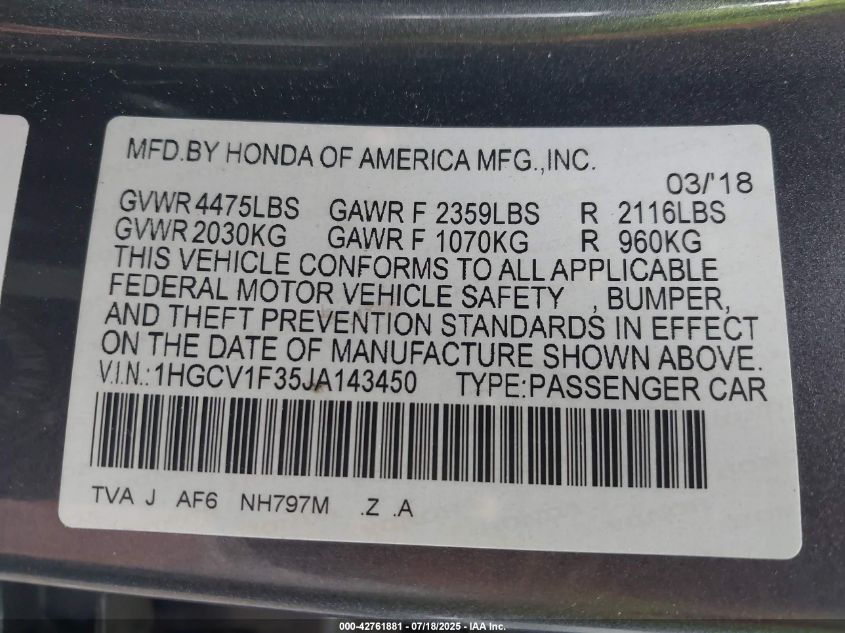 MFD.BY HONDA OF AMERICA MFG.,INC.
03/'18
GVWR 4475LBS GAWR F 2359LBS R 2116LBS
GVWR 2030KG GAWR F 1070KG R 960KG
THIS VEHICLE CONFORMS TO ALL APPLICABLE
FEDERAL MOTOR VEHICLE SAFETY , BUMPER,
AND THEFT PREVENTION STANDARDS IN EFFECT
ON THE DATE OF MANUFACTURE SHOWN ABOVE.
V.I.N.:1HGCV1F35JA143450 TYPE:PASSENGER CAR
TVA J AF6 NH797M .Z .A
000-42761881 / 07/18/2025 - IAA Inc.